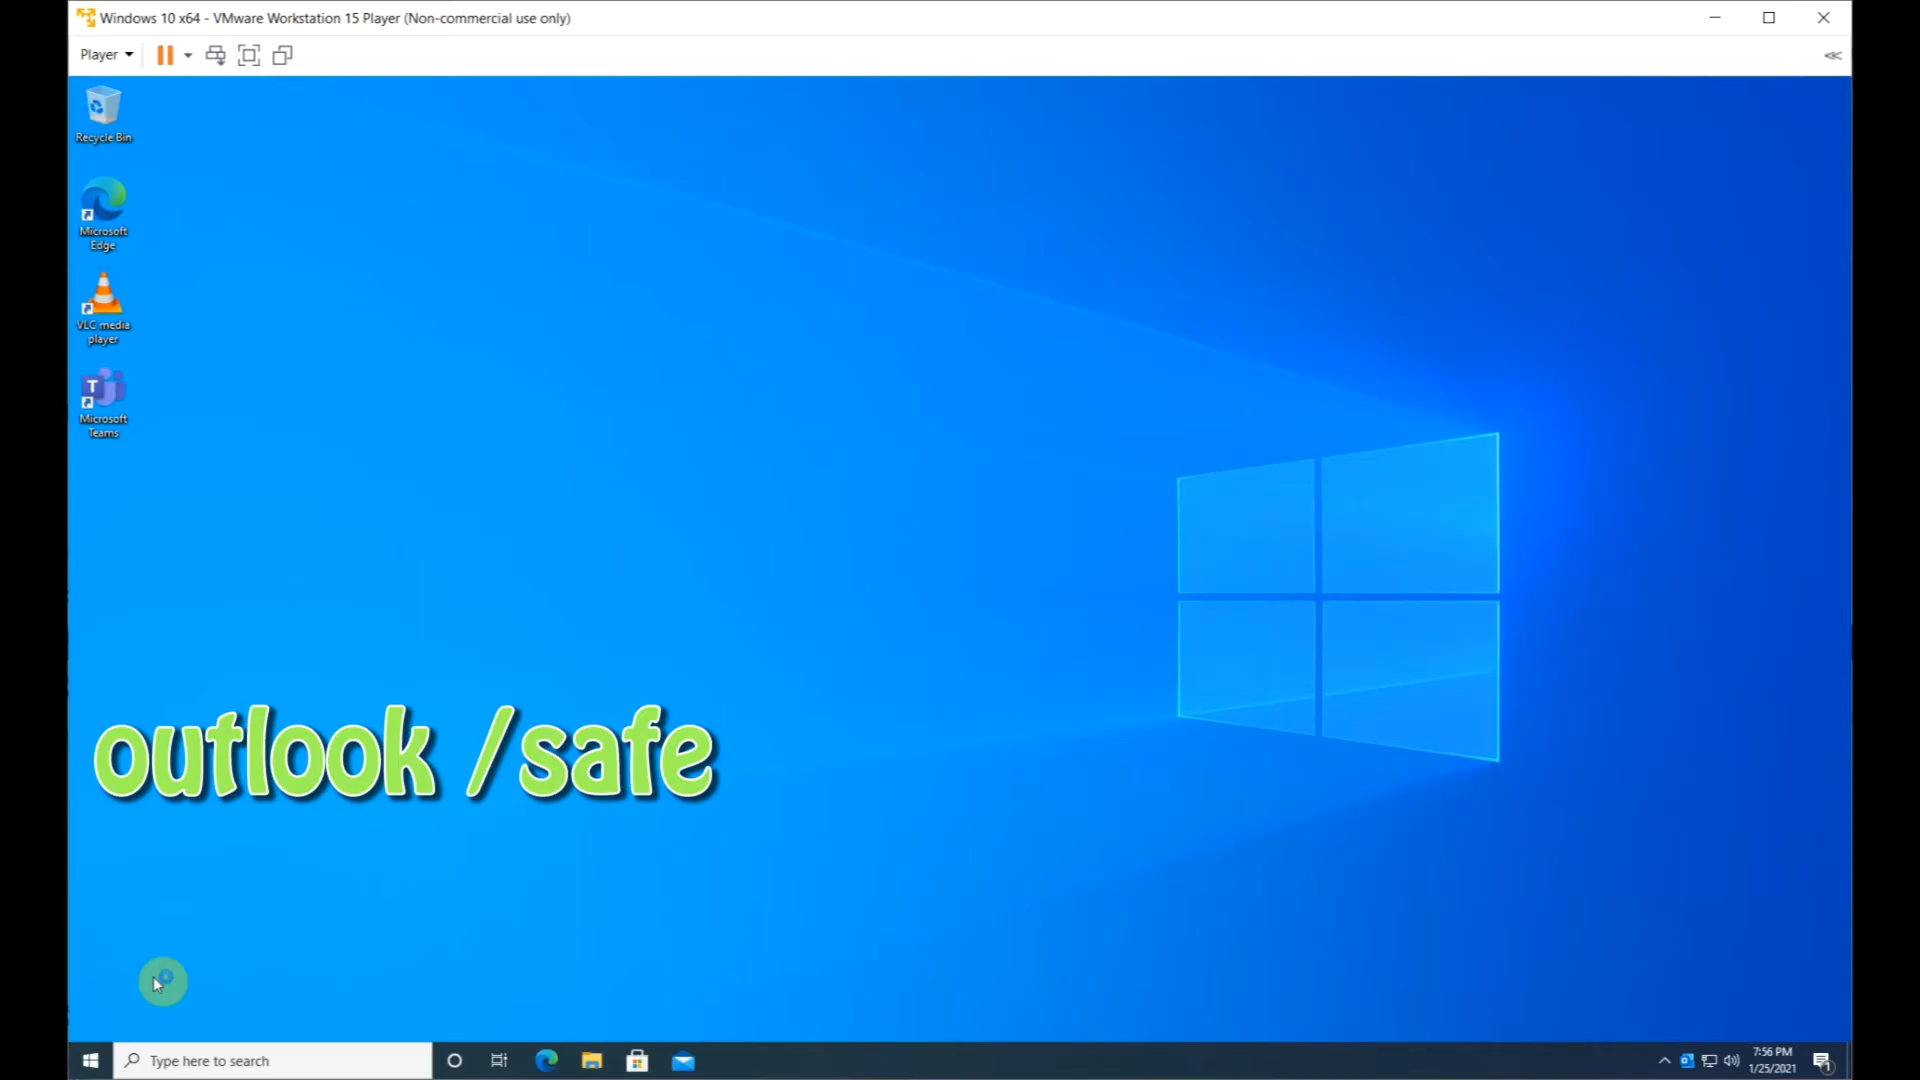 Windows 10 x64 - VMware Workstation 15 Player (Non-commercial use only)
Player
Recycle Bin
Microsoft
Edge
VLC media
player
T
Microsoft
Teams
outlook /safe
Type here to search
7:56 PM
1/25/2021
1